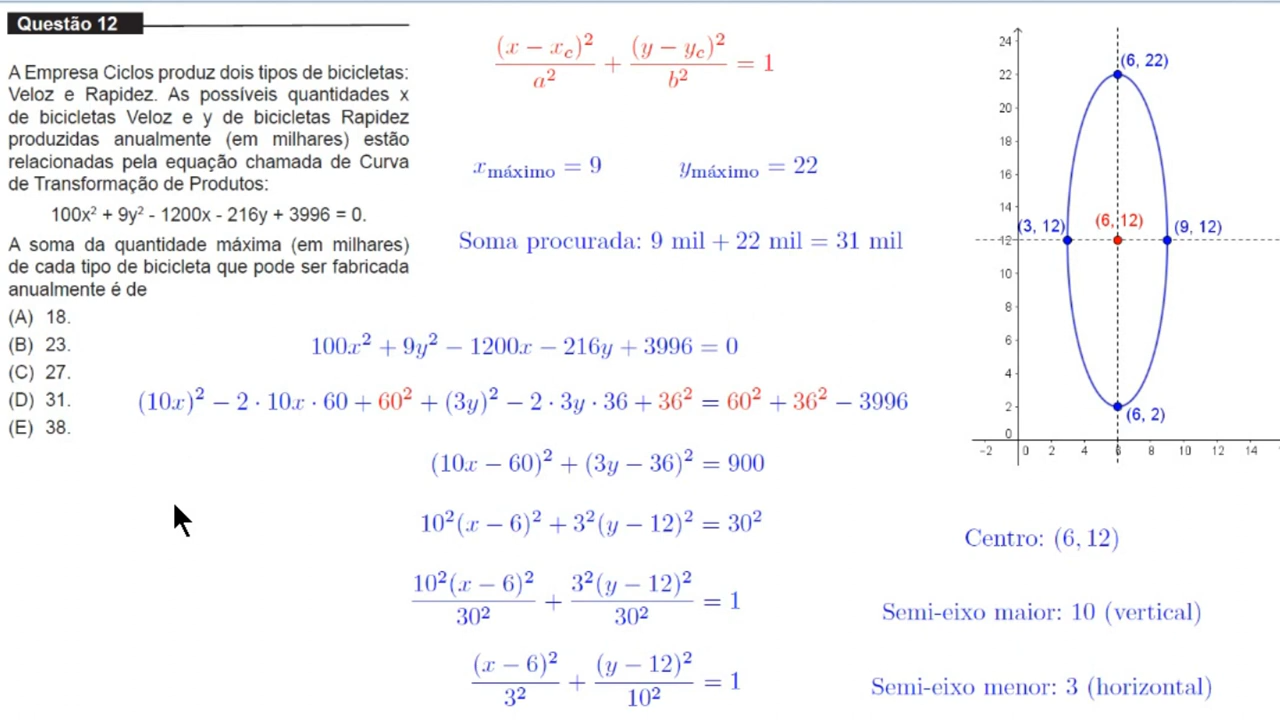 Questão 12
A Empresa Ciclos produz dois tipos de bicicletas:
Veloz e Rapidez. As possíveis quantidades x
de bicicletas Veloz e y de bicicletas Rapidez
produzidas anualmente (em milhares) estão
relacionadas pela equação chamada de Curva
de Transformação de Produtos:
100x² + 9y² - 1200x - 216y + 3996 = 0.
A soma da quantidade máxima (em milhares)
de cada tipo de bicicleta que pode ser fabricada
anualmente é de
(A) 18.
(B) 23.
(C) 27.
(D) 31.
(E) 38.
(x − x_c)²/a² + (y − y_c)²/b² = 1
x_máximo = 9 y_máximo = 22
Soma procurada: 9 mil + 22 mil = 31 mil
100x² + 9y² − 1200x − 216y + 3996 = 0
(10x)² − 2 · 10x · 60 + 60² + (3y)² − 2 · 3y · 36 + 36² = 60² + 36² − 3996
(10x − 60)² + (3y − 36)² = 900
10²(x − 6)² + 3²(y − 12)² = 30²
10²(x − 6)²/30² + 3²(y − 12)²/30² = 1
(x − 6)²/3² + (y − 12)²/10² = 1
24
(6, 22)
22
20
18
16
14
(3, 12) (6, 12) (9, 12)
12
10
8
6
4
2
(6, 2)
0
−2 0 2 4 6 8 10 12 14
Centro: (6, 12)
Semi-eixo maior: 10 (vertical)
Semi-eixo menor: 3 (horizontal)